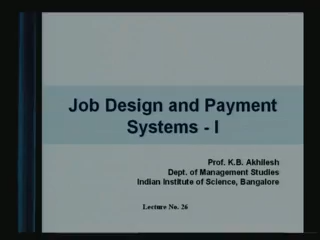 Job Design and Payment
Systems - I
Prof. K.B. Akhilesh
Dept. of Management Studies
Indian Institute of Science, Bangalore
Lecture No. 26